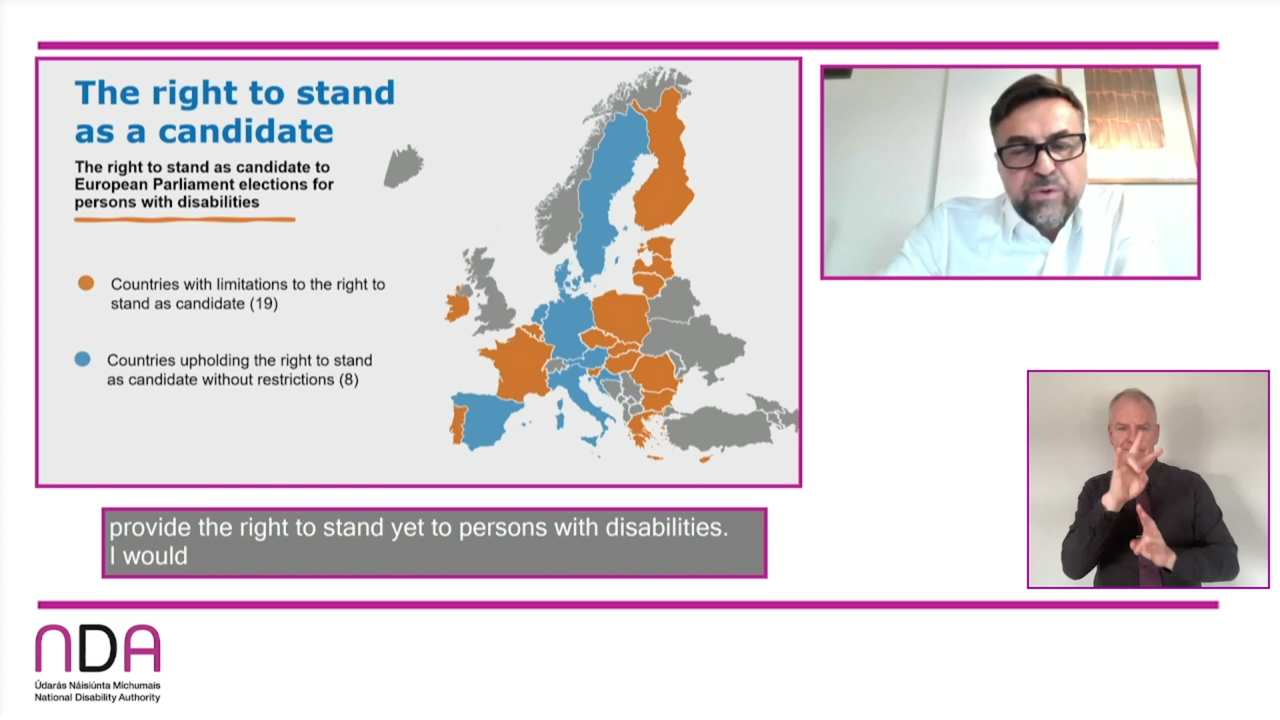 The right to stand
as a candidate
The right to stand as candidate to
European Parliament elections for
persons with disabilities
Countries with limitations to the right to
stand as candidate (19)
Countries upholding the right to stand
as candidate without restrictions (8)
provide the right to stand yet to persons with disabilities.
I would
NDA
Údarás Náisiúnta Míchumais
National Disability Authority